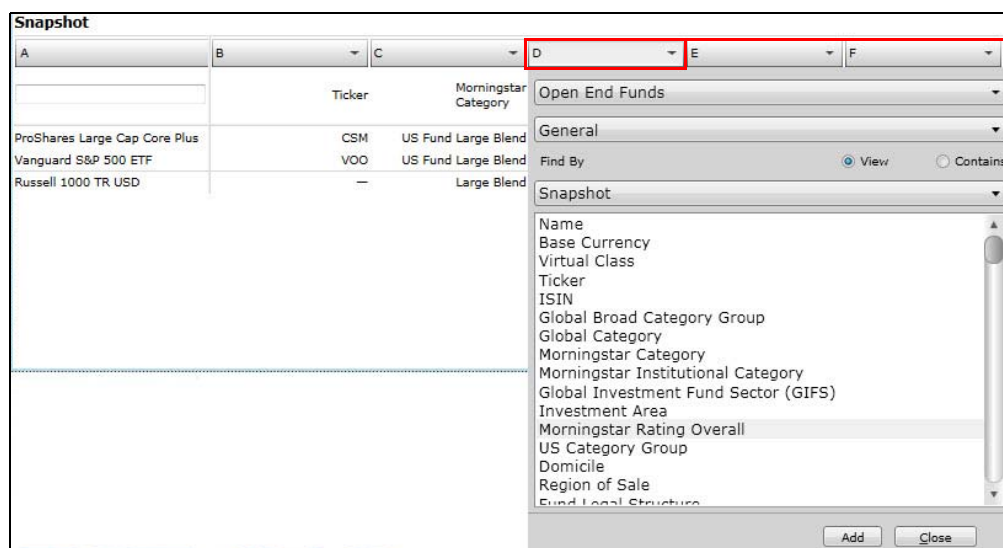 Snapshot
A B C D E F
Ticker Morningstar Category
ProShares Large Cap Core Plus CSM US Fund Large Blend
Vanguard S&P 500 ETF VOO US Fund Large Blend
Russell 1000 TR USD — Large Blend
Open End Funds
General
Find By View Contains
Snapshot
Name
Base Currency
Virtual Class
Ticker
ISIN
Global Broad Category Group
Global Category
Morningstar Category
Morningstar Institutional Category
Global Investment Fund Sector (GIFS)
Investment Area
Morningstar Rating Overall
US Category Group
Domicile
Region of Sale
Fund Legal Structure
Add Close